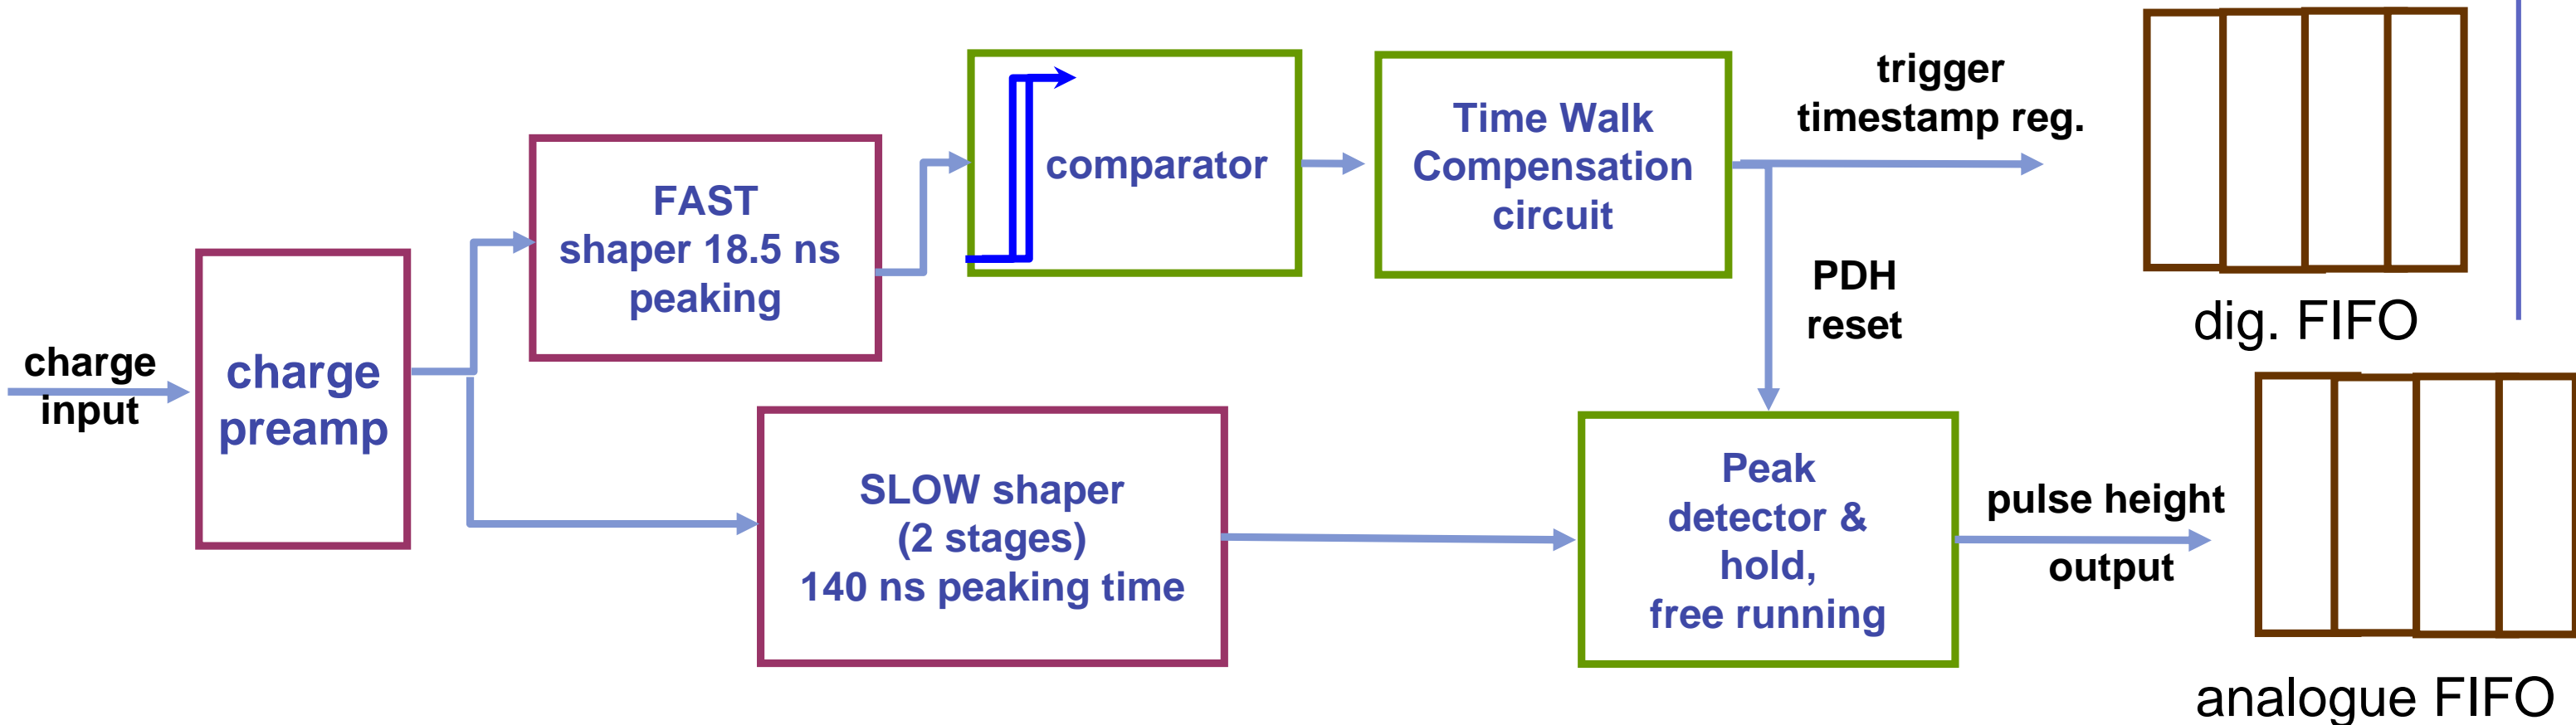 charge
input
charge
preamp
FAST
shaper 18.5 ns
peaking
comparator
Time Walk
Compensation
circuit
trigger
timestamp reg.
dig. FIFO
PDH
reset
SLOW shaper
(2 stages)
140 ns peaking time
Peak
detector &
hold,
free running
pulse height
output
analogue FIFO